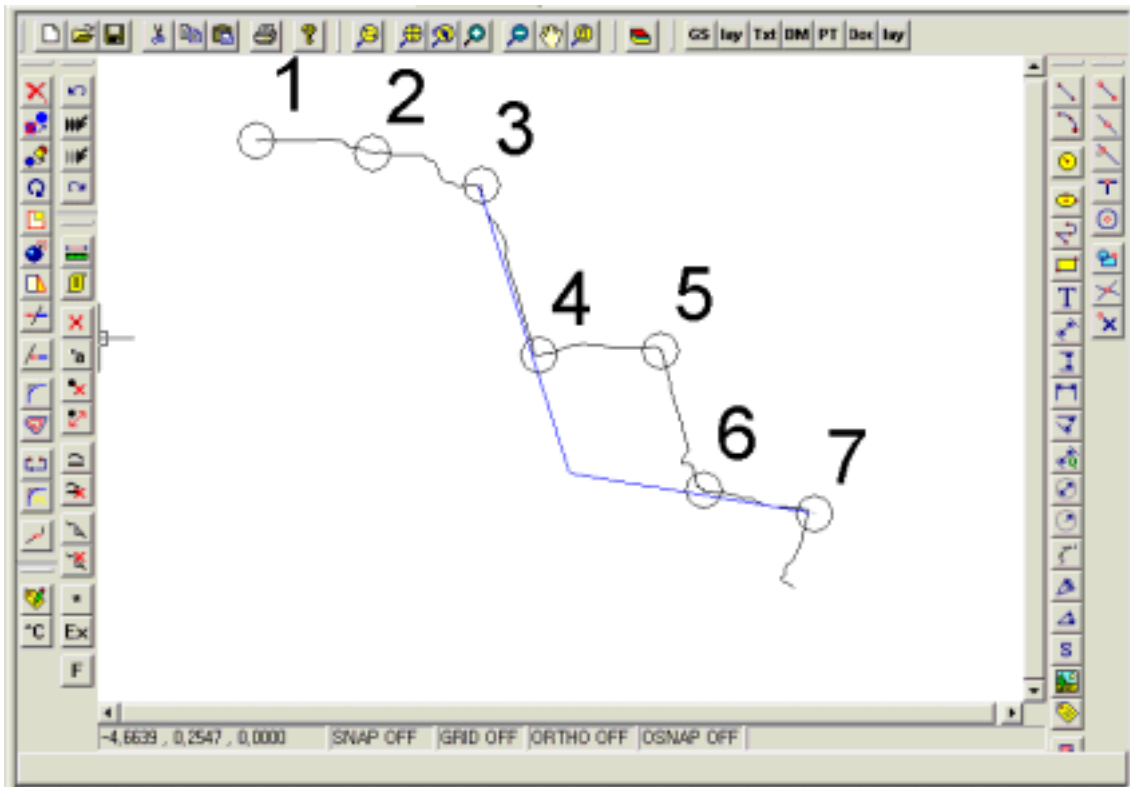 GS lay Txt DM PT Doc lay
1
2
3
4
5
6
7
T
'a
*
°C Ex
F
S
-4,6639 , 0,2547 , 0,0000 SNAP OFF GRID OFF ORTHO OFF OSNAP OFF